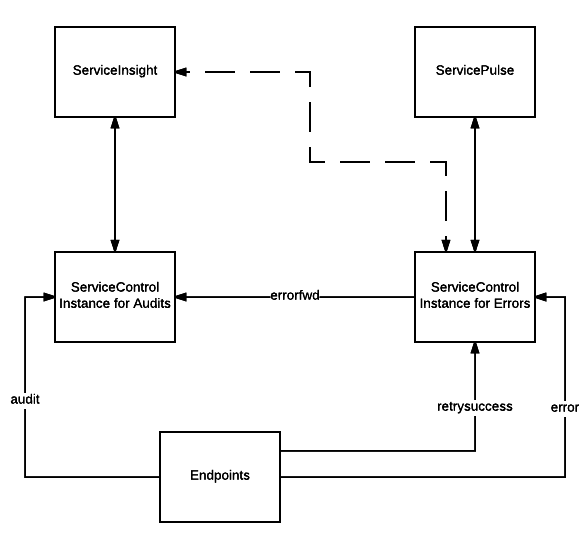 ServiceInsight
ServicePulse
ServiceControl
Instance for Audits
errorfwd
ServiceControl
Instance for Errors
audit
retrysuccess
error
Endpoints